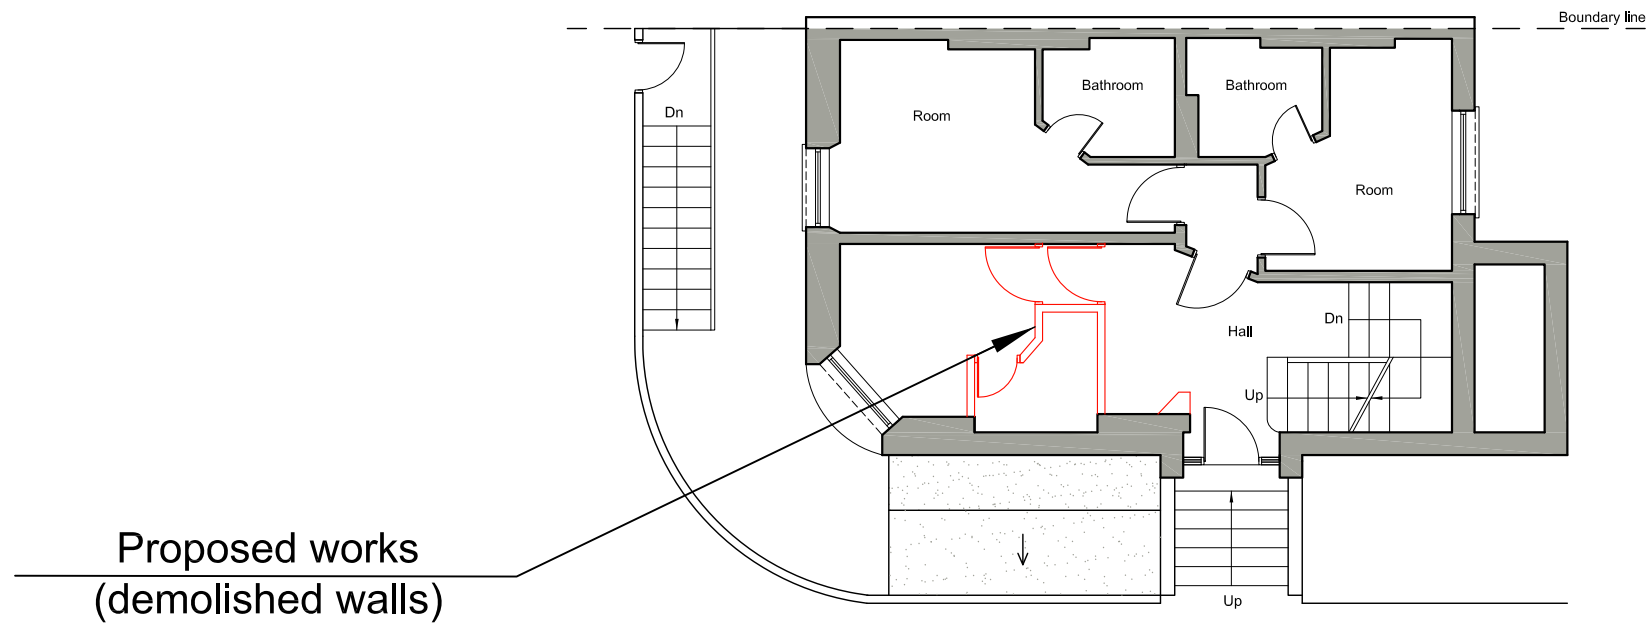 Boundary line
Dn
Room
Bathroom
Bathroom
Room
Hall
Dn
Up
Proposed works
(demolished walls)
Up